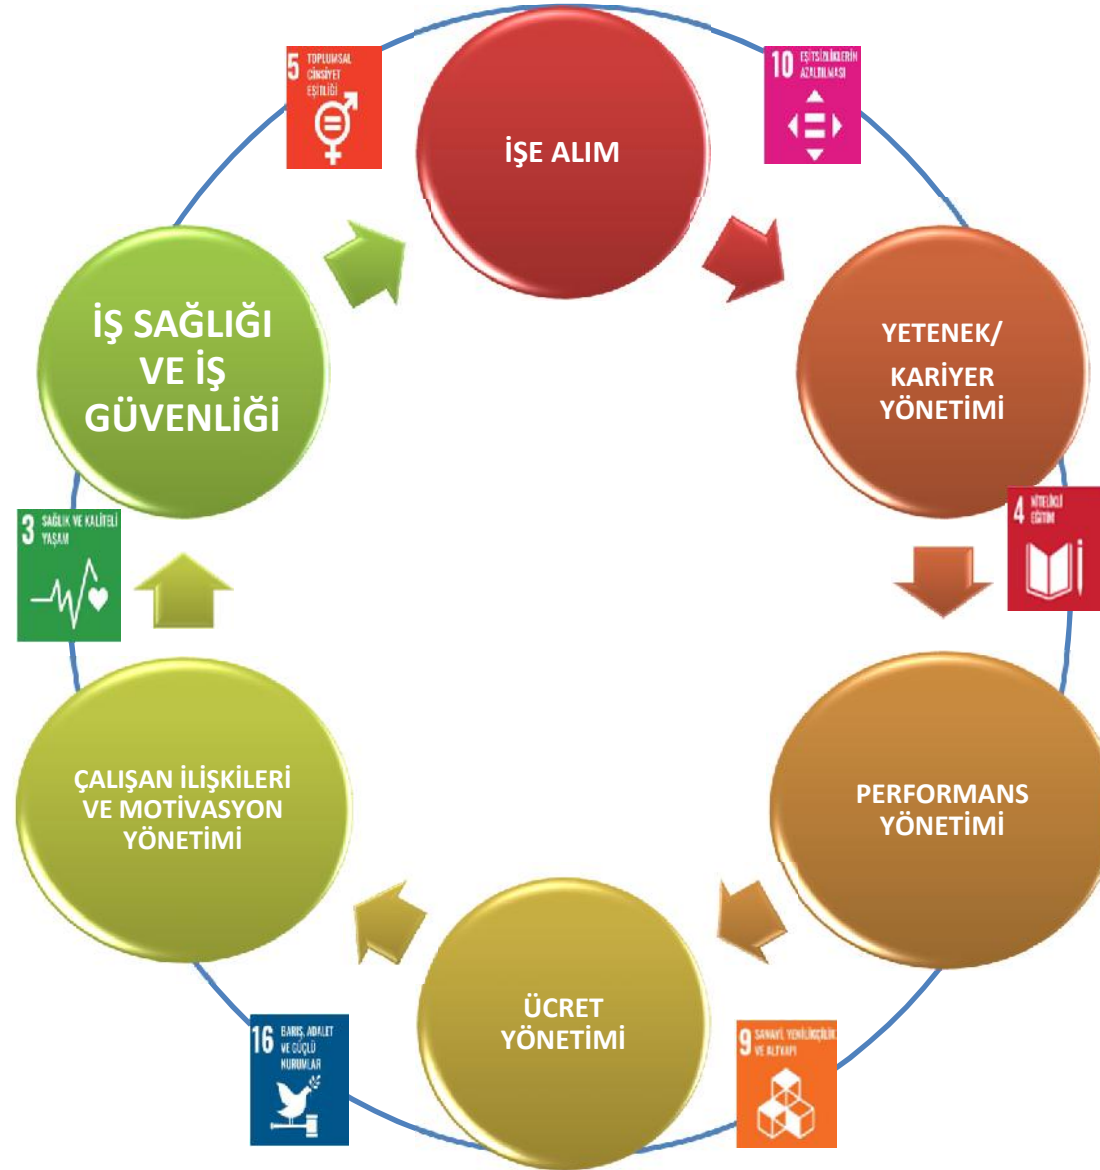 5 TOPLUMSAL
CİNSİYET
EŞİTLİĞİ
İŞE ALIM
10 EŞİTSİZLİKLERİN
AZALTILMASI
İŞ SAĞLIĞI
VE İŞ
GÜVENLİĞİ
YETENEK/
KARİYER
YÖNETİMİ
3 SAĞLIK VE KALİTELİ
YAŞAM
4 NİTELİKLİ
EĞİTİM
ÇALIŞAN İLİŞKİLERİ
VE MOTİVASYON
YÖNETİMİ
PERFORMANS
YÖNETİMİ
ÜCRET
YÖNETİMİ
16 BARIŞ, ADALET
VE GÜÇLÜ
KURUMLAR
9 SANAYİ, YENİLİKÇİLİK
VE ALTYAPI